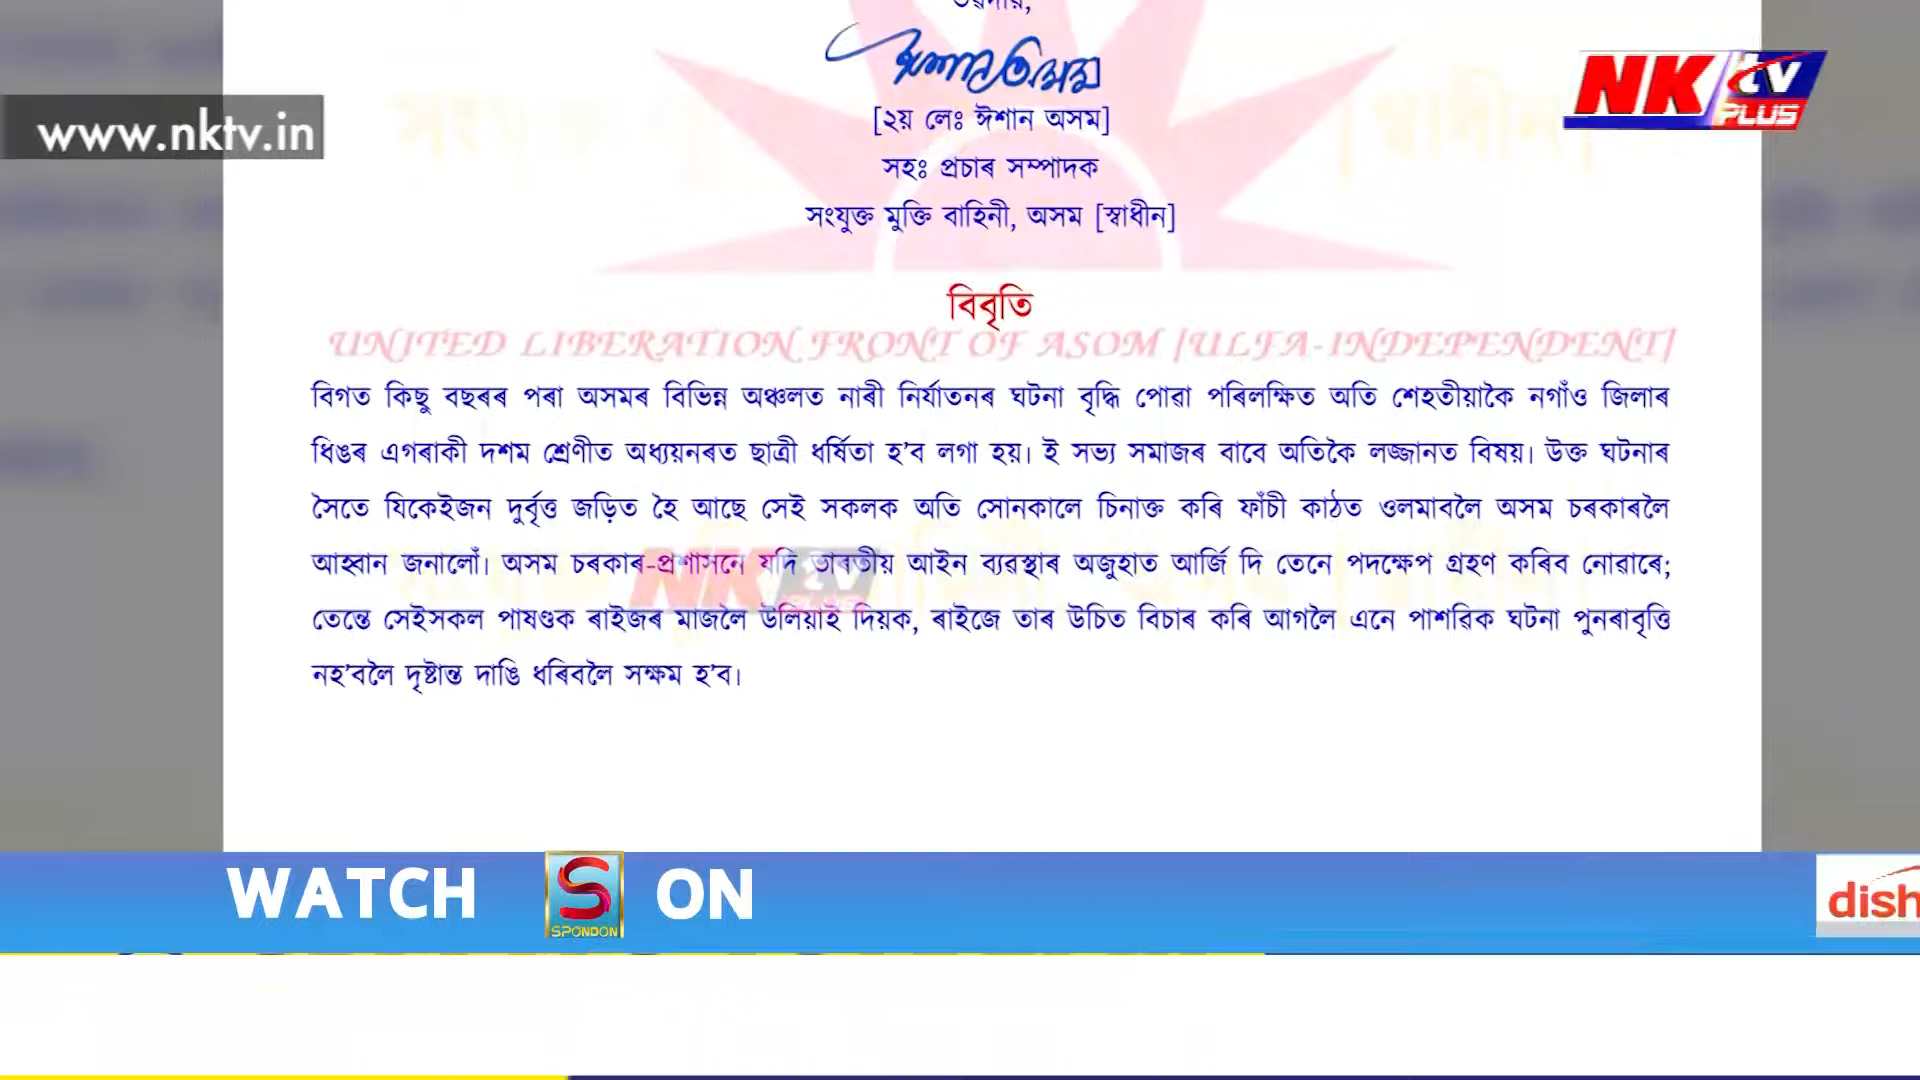 ঈশান অসম
[২য় লেঃ ঈশান অসম]
সহঃ প্ৰচাৰ সম্পাদক
সংযুক্ত মুক্তি বাহিনী, অসম [স্বাধীন]
NK tv PLUS
www.nktv.in
বিবৃতি
UNITED LIBERATION FRONT OF ASOM [ULFA-INDEPENDENT]
বিগত কিছু বছৰৰ পৰা অসমৰ বিভিন্ন অঞ্চলত নাৰী নিৰ্যাতনৰ ঘটনা বৃদ্ধি পোৱা পৰিলক্ষিত অতি শেহতীয়াকৈ নগাঁও জিলাৰ
ধিঙৰ এগৰাকী দশম শ্ৰেণীত অধ্যয়নৰত ছাত্ৰী ধৰ্ষিতা হ’ব লগা হয়। ই সভ্য সমাজৰ বাবে অতিকৈ লজ্জানত বিষয়। উক্ত ঘটনাৰ
সৈতে যিকেইজন দুৰ্বৃত্ত জড়িত হৈ আছে সেই সকলক অতি সোনকালে চিনাক্ত কৰি ফাঁচী কাঠত ওলমাবলৈ অসম চৰকাৰলৈ
আহ্বান জনালোঁ। অসম চৰকাৰ-প্ৰশাসনে যদি ভাৰতীয় আইন ব্যৱস্থাৰ অজুহাত আৰ্জি দি তেনে পদক্ষেপ গ্ৰহণ কৰিব নোৱাৰে;
তেন্তে সেইসকল পাষণ্ডক ৰাইজৰ মাজলৈ উলিয়াই দিয়ক, ৰাইজে তাৰ উচিত বিচাৰ কৰি আগলৈ এনে পাশৱিক ঘটনা পুনৰাবৃত্তি
নহ’বলৈ দৃষ্টান্ত দাঙি ধৰিবলৈ সক্ষম হ’ব।
WATCH S SPONDON ON
dish